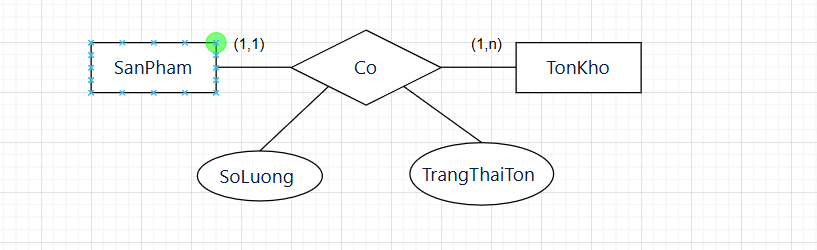 (1,1)
(1,n)
SanPham
Co
TonKho
SoLuong
TrangThaiTon